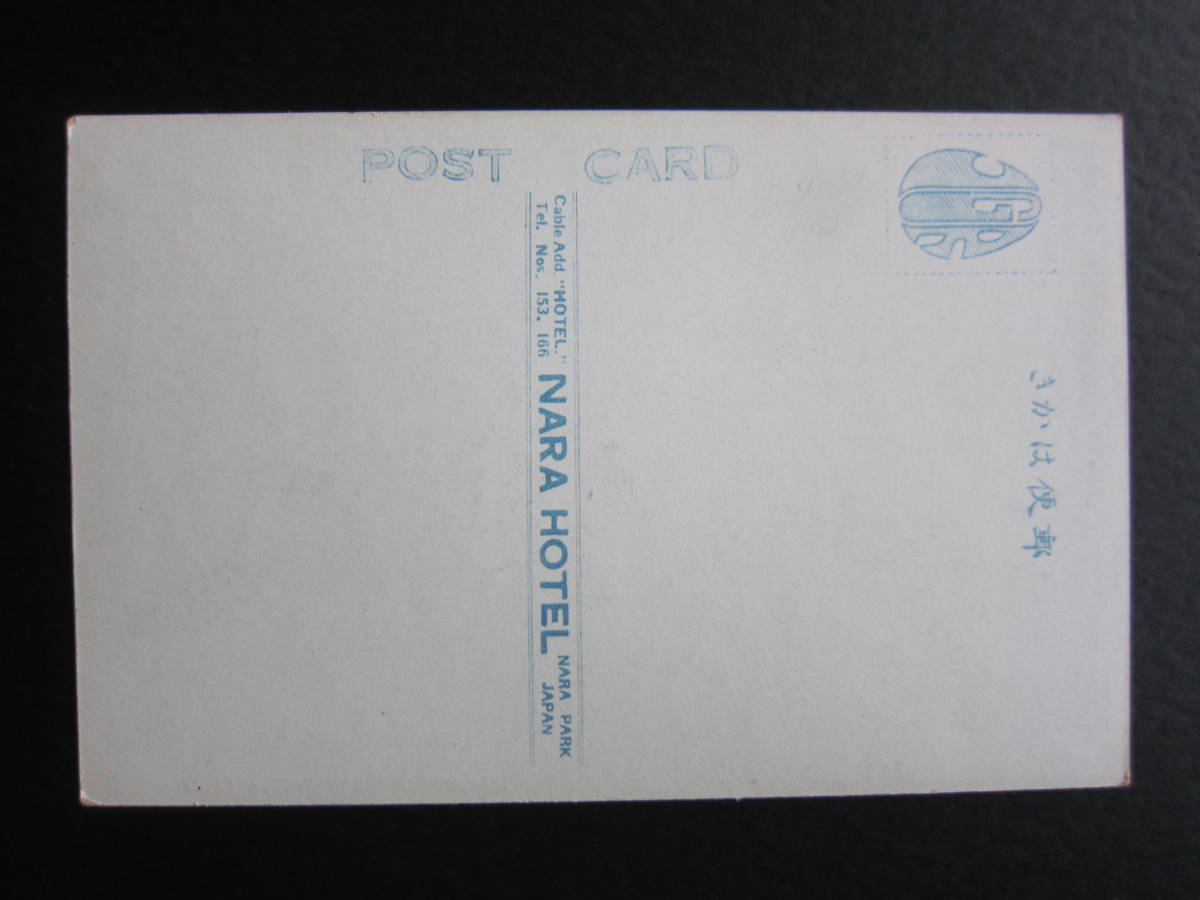 POST CARD
Cable Add. "HOTEL."
Tel. Nos. 153. 166
NARA HOTEL
NARA PARK
JAPAN
きかは便郵